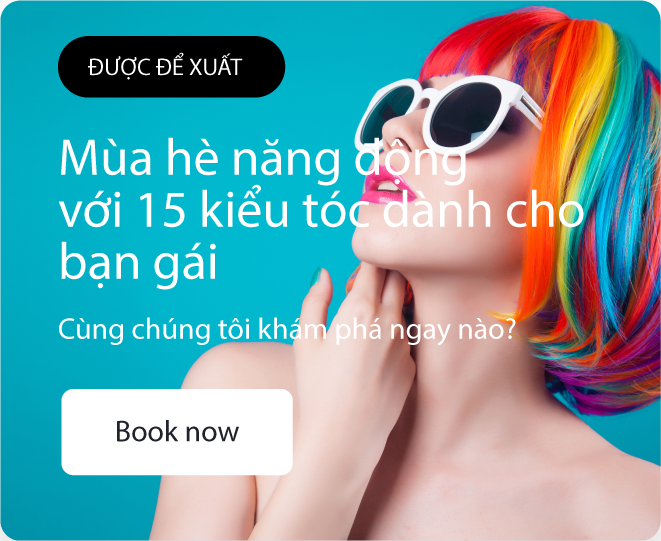 ĐƯỢC ĐỂ XUẤT
Mùa hè năng động
với 15 kiểu tóc dành cho
bạn gái
Cùng chúng tôi khám phá ngay nào?
Book now